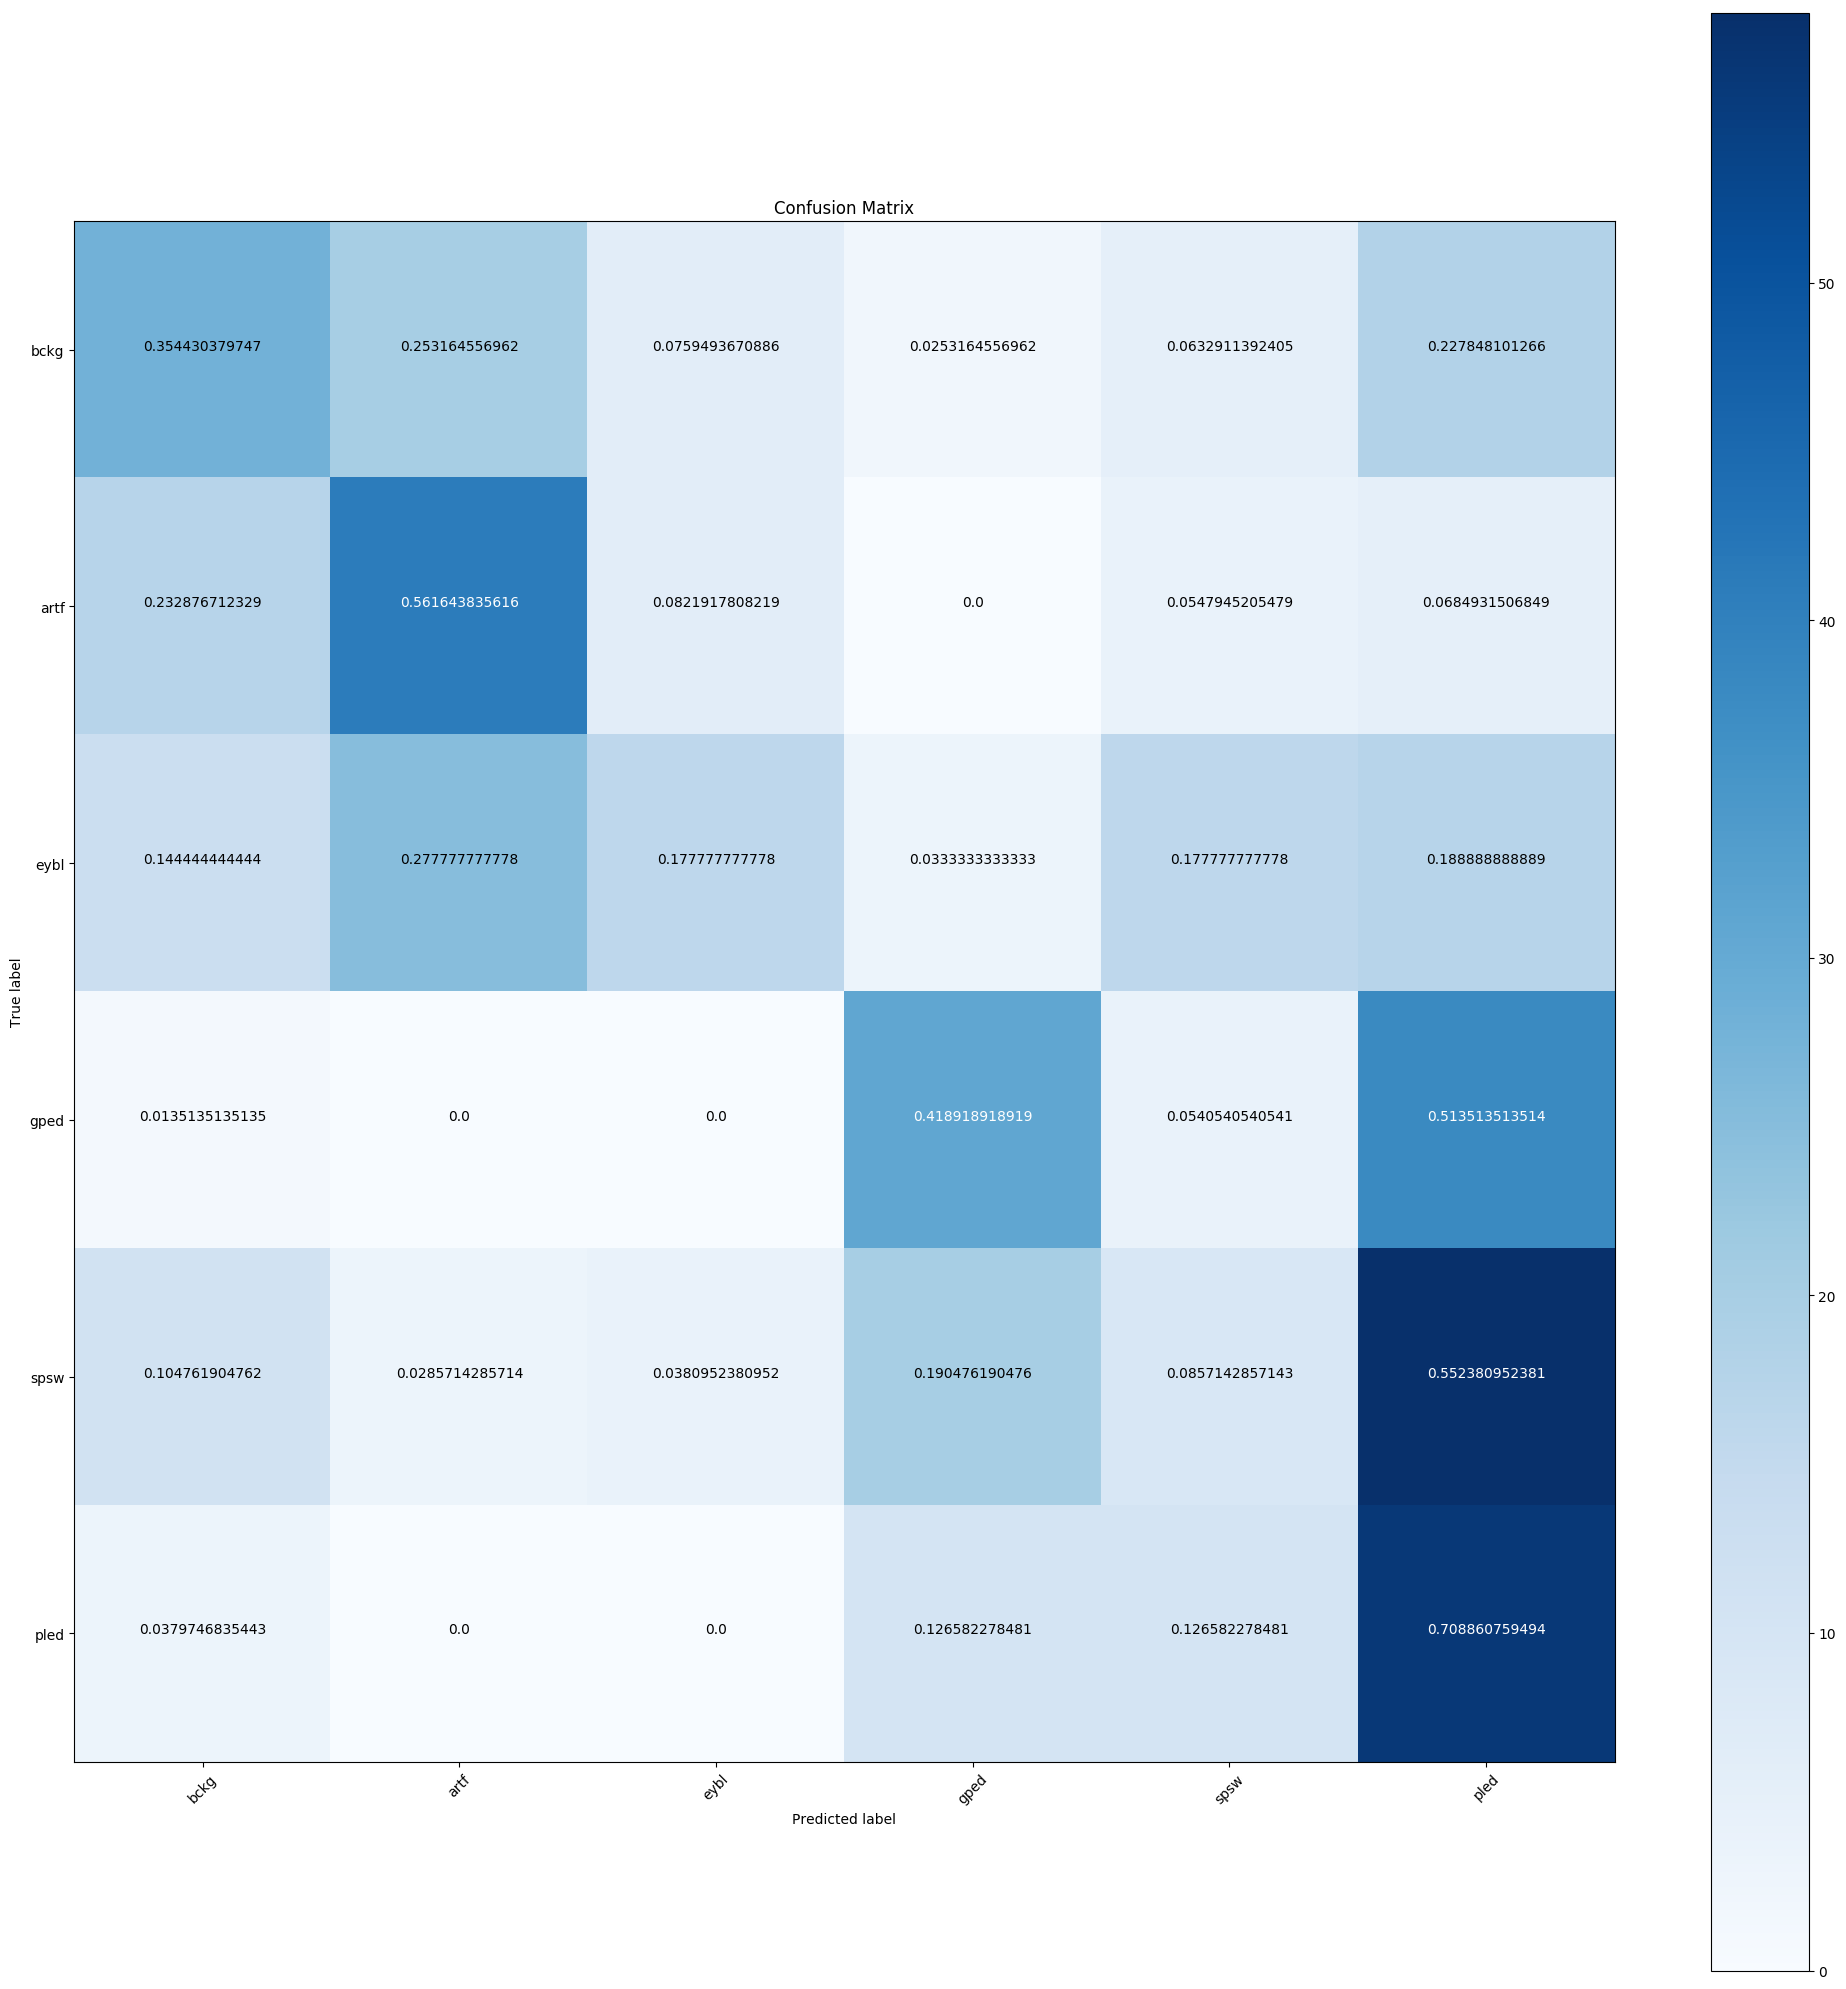 Confusion Matrix
bckg 0.354430379747 0.253164556962 0.0759493670886 0.0253164556962 0.0632911392405 0.227848101266
artf 0.232876712329 0.561643835616 0.0821917808219 0.0 0.0547945205479 0.0684931506849
eybl 0.144444444444 0.277777777778 0.177777777778 0.0333333333333 0.177777777778 0.188888888889
gped 0.0135135135135 0.0 0.0 0.418918918919 0.0540540540541 0.513513513514
spsw 0.104761904762 0.0285714285714 0.0380952380952 0.190476190476 0.0857142857143 0.552380952381
pled 0.0379746835443 0.0 0.0 0.126582278481 0.126582278481 0.708860759494
True label
bckg artf eybl gped spsw pled
Predicted label
50
40
30
20
10
0